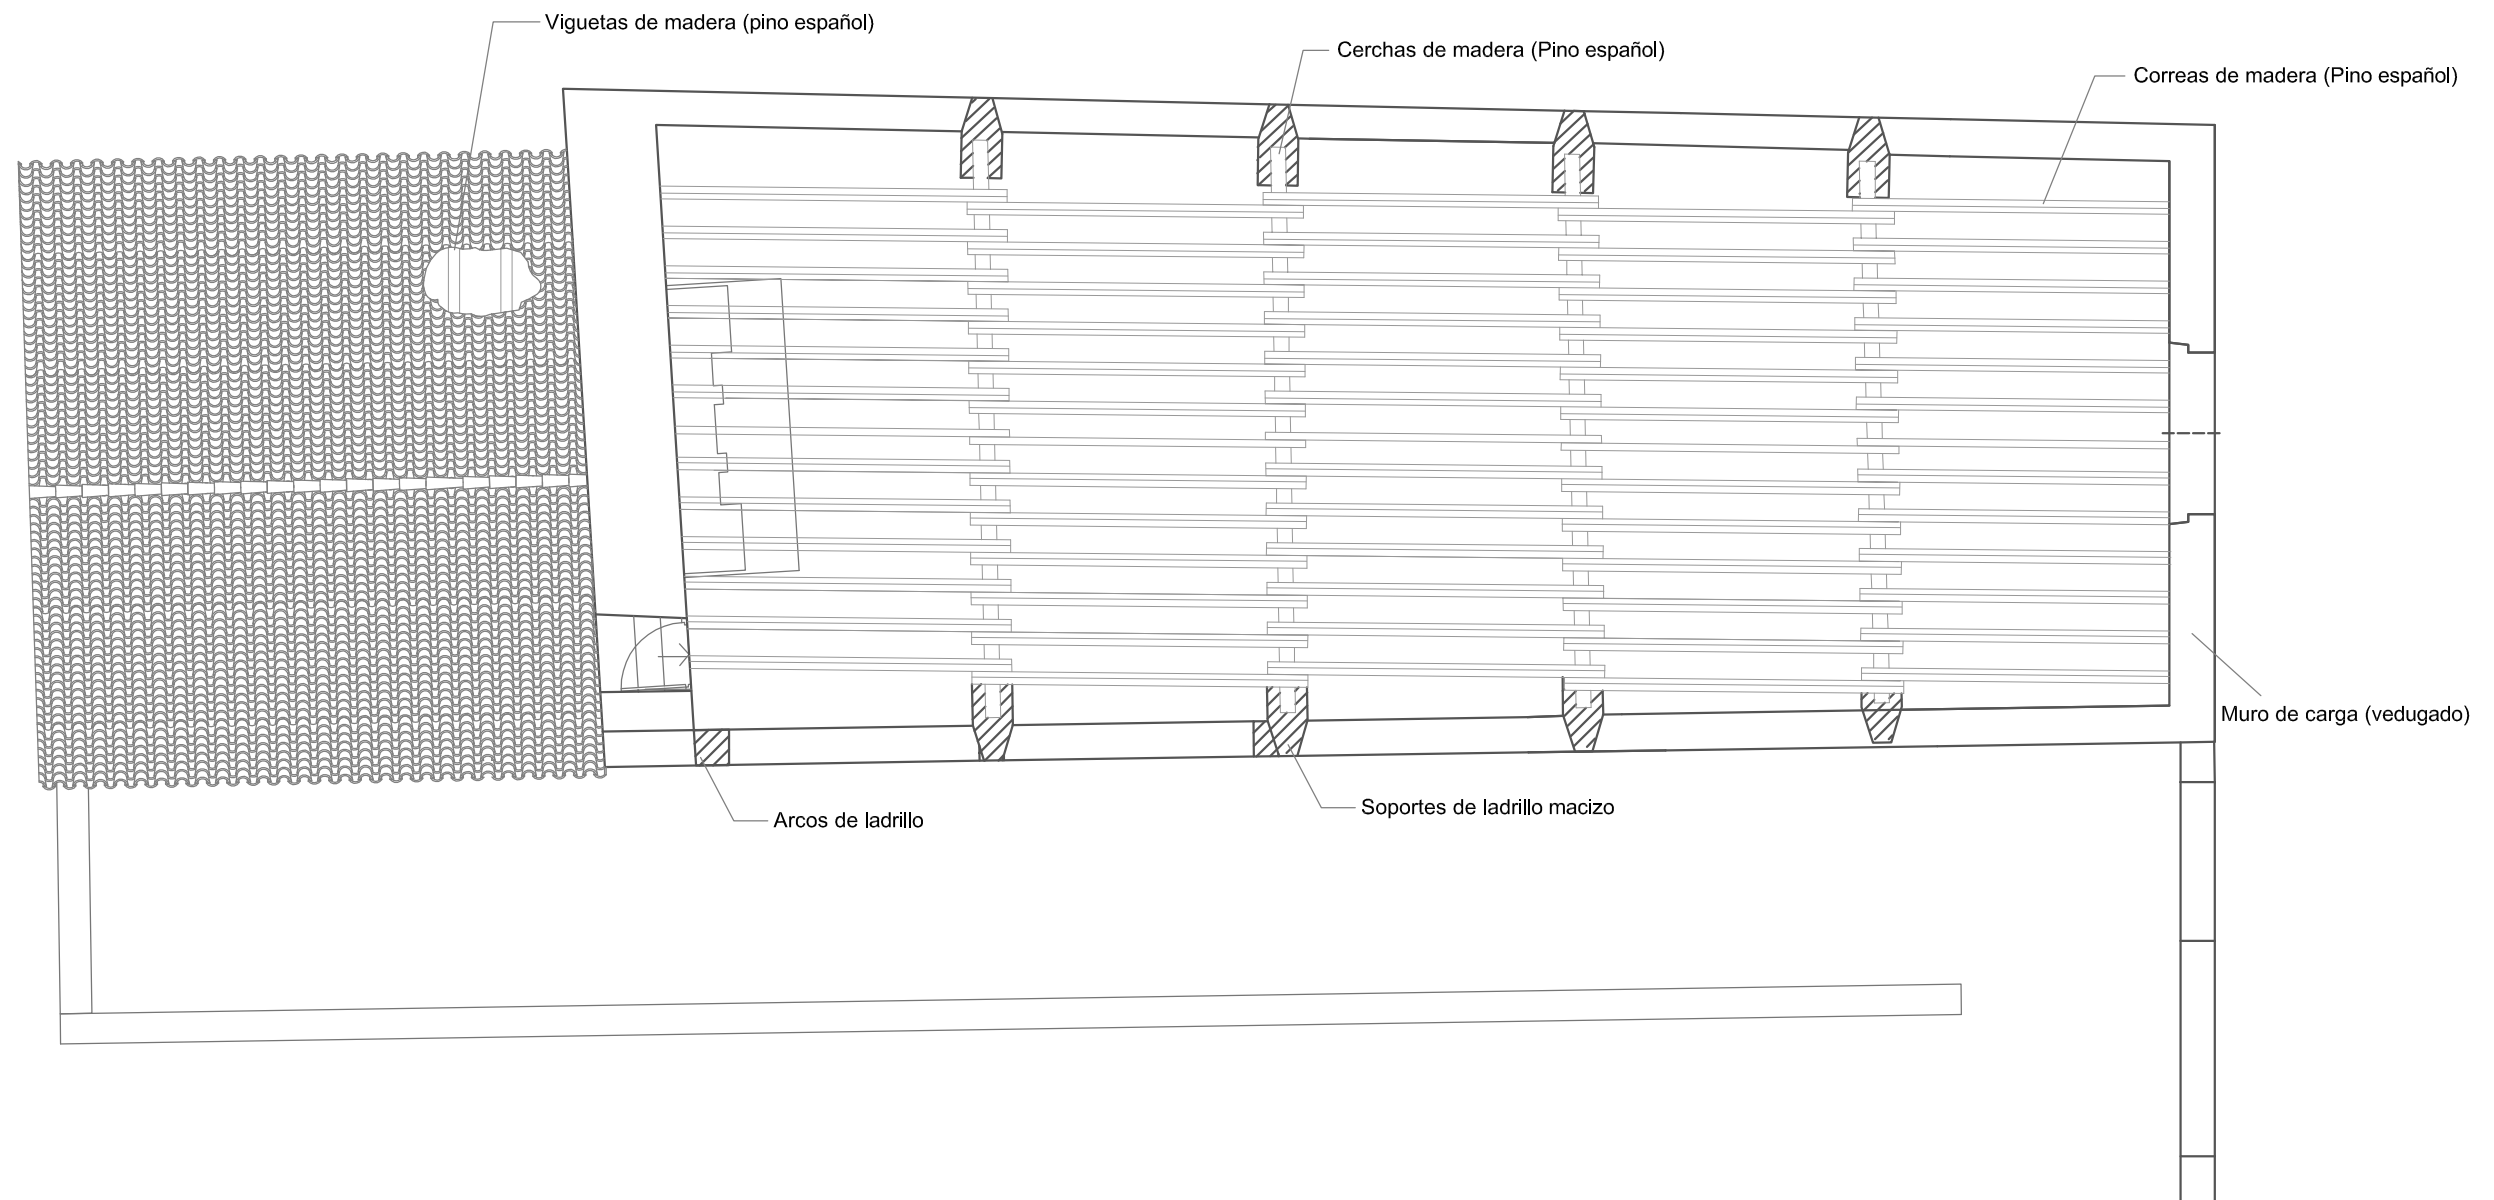 Viguetas de madera (pino español)
Cerchas de madera (Pino español)
Correas de madera (Pino español)
Muro de carga (vedugado)
Soportes de ladrillo macizo
Arcos de ladrillo